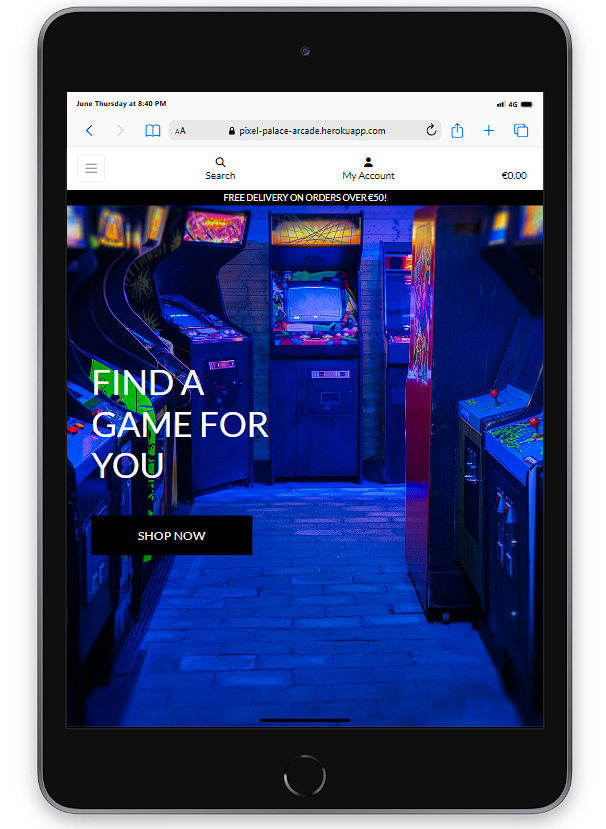 June Thursday at 8:40 PM
4G
AA
pixel-palace-arcade.herokuapp.com
Search
My Account
€0.00
FREE DELIVERY ON ORDERS OVER €50!
FIND A
GAME FOR
YOU
SHOP NOW